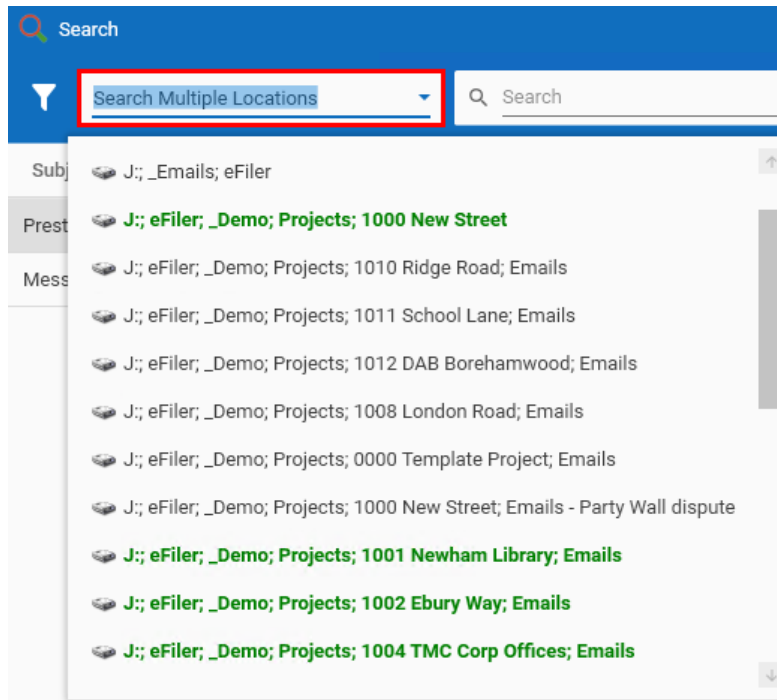 Search
Search Multiple Locations
Search
Subj
J:; _Emails; eFiler
Prest
J:; eFiler; _Demo; Projects; 1000 New Street
J:; eFiler; _Demo; Projects; 1010 Ridge Road; Emails
Mess
J:; eFiler; _Demo; Projects; 1011 School Lane; Emails
J:; eFiler; _Demo; Projects; 1012 DAB Borehamwood; Emails
J:; eFiler; _Demo; Projects; 1008 London Road; Emails
J:; eFiler; _Demo; Projects; 0000 Template Project; Emails
J:; eFiler; _Demo; Projects; 1000 New Street; Emails - Party Wall dispute
J:; eFiler; _Demo; Projects; 1001 Newham Library; Emails
J:; eFiler; _Demo; Projects; 1002 Ebury Way; Emails
J:; eFiler; _Demo; Projects; 1004 TMC Corp Offices; Emails